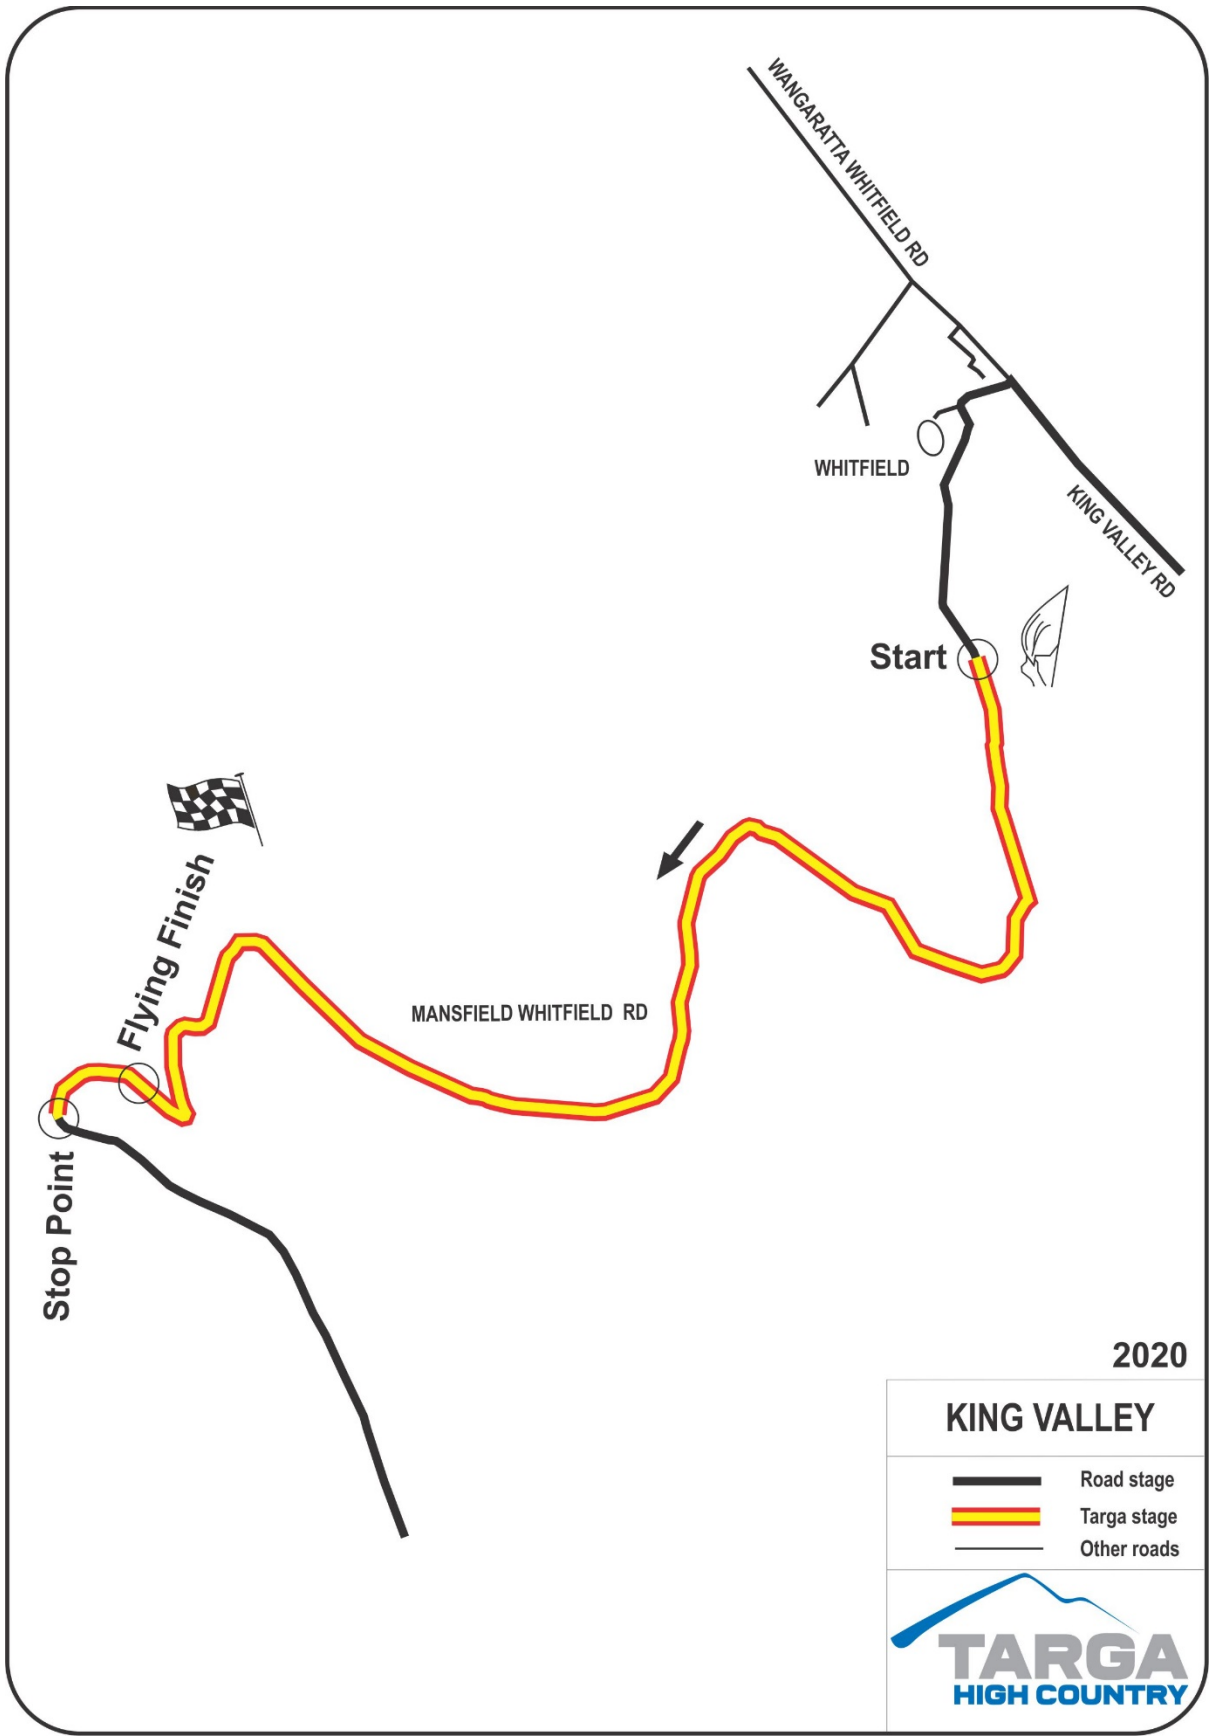 WANGARATTA WHITFIELD RD
WHITFIELD
KING VALLEY RD
Start
Flying Finish
MANSFIELD WHITFIELD RD
Stop Point
2020
KING VALLEY
Road stage
Targa stage
Other roads
TARGA
HIGH COUNTRY